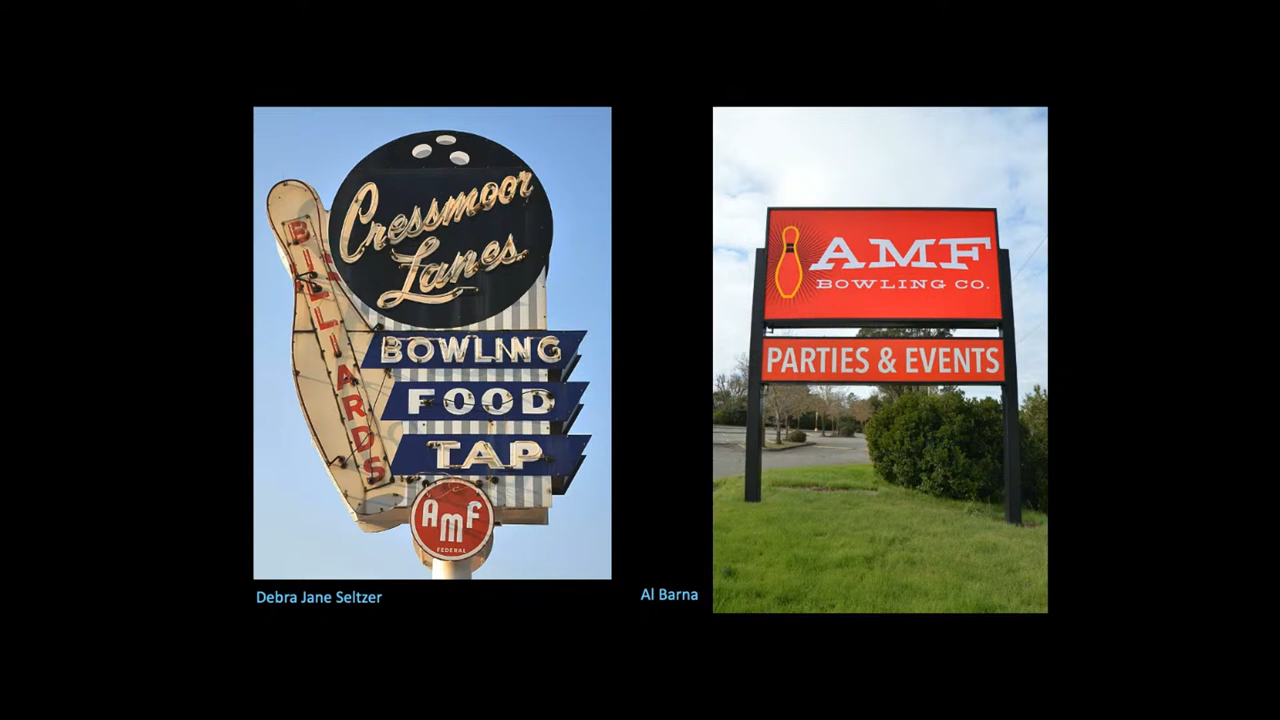 Cressmoor
Lanes
BILLIARDS
BOWLING
FOOD
TAP
AMF
FEDERAL
Debra Jane Seltzer
AMF
BOWLING CO.
PARTIES & EVENTS
Al Barna